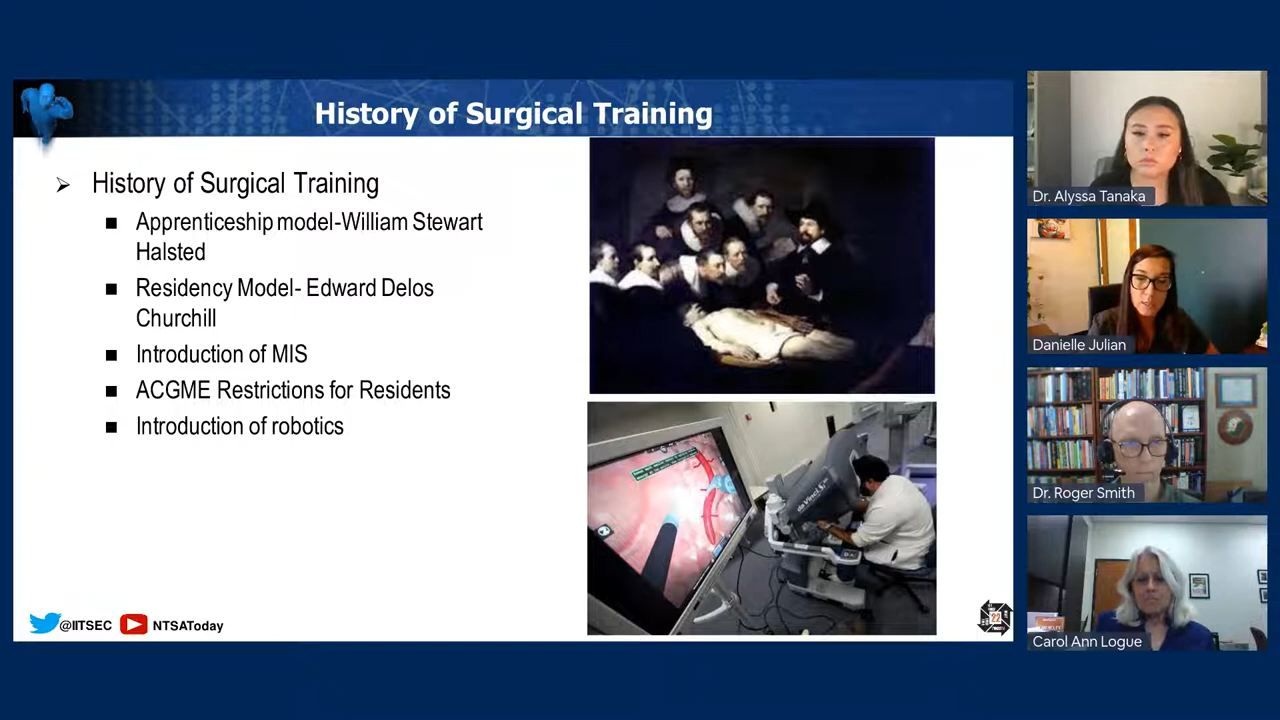 History of Surgical Training
History of Surgical Training
Apprenticeship model-William Stewart
Halsted
Residency Model- Edward Delos
Churchill
Introduction of MIS
ACGME Restrictions for Residents
Introduction of robotics
da Vinci
@IITSEC
NTSAToday
Dr. Alyssa Tanaka
Danielle Julian
Dr. Roger Smith
Carol Ann Logue